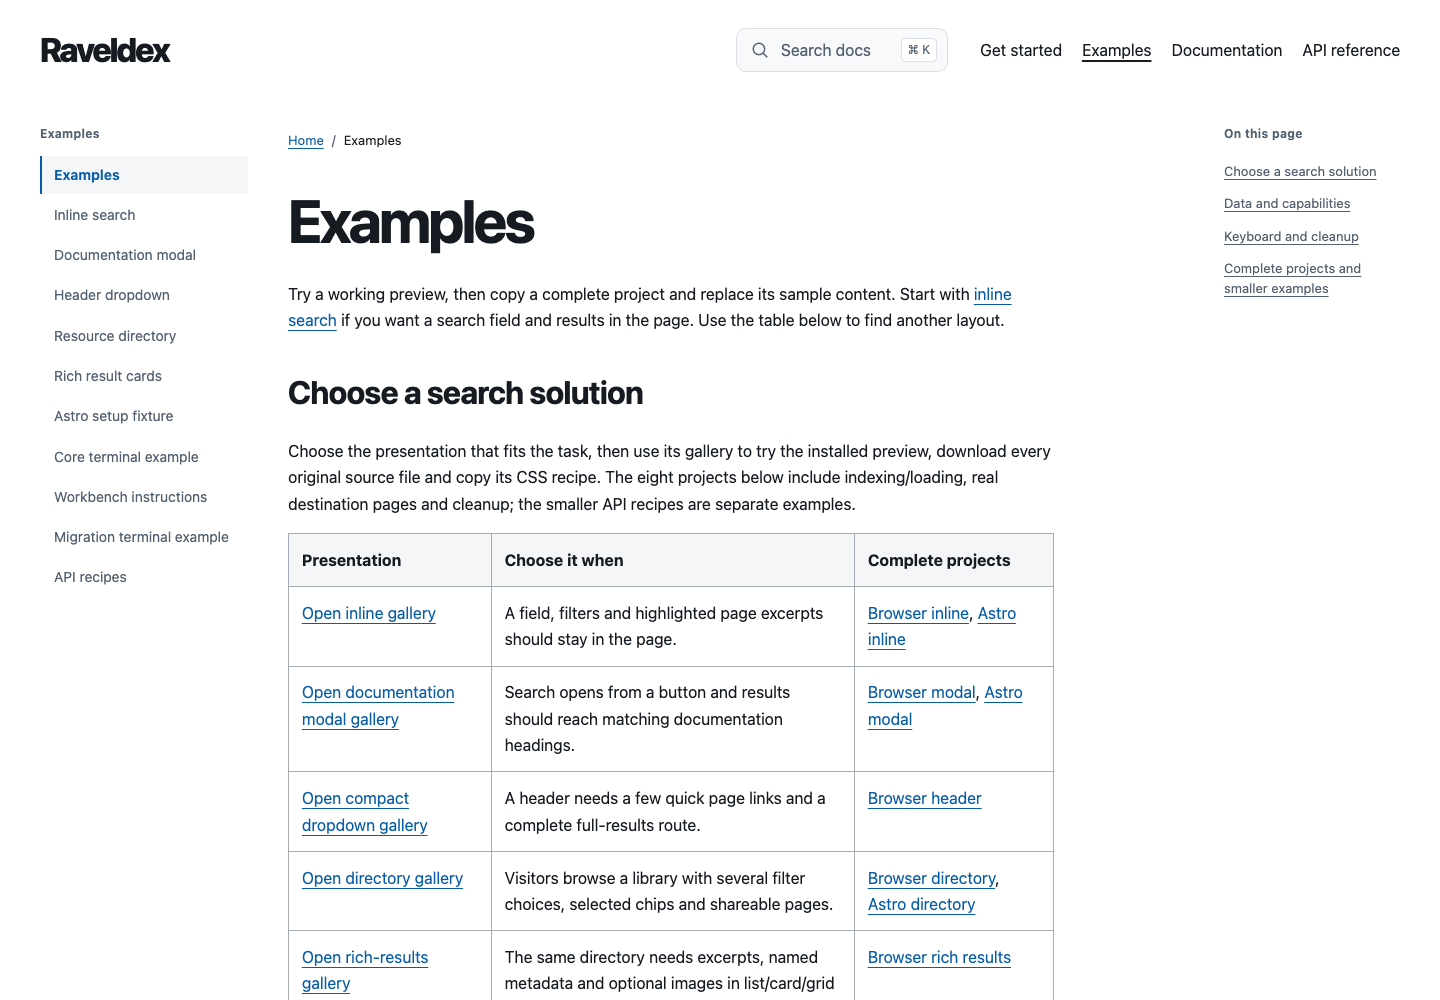 Raveldex
Search docs
⌘ K
Get started
Examples
Documentation
API reference
Examples
Examples
Inline search
Documentation modal
Header dropdown
Resource directory
Rich result cards
Astro setup fixture
Core terminal example
Workbench instructions
Migration terminal example
API recipes
Home / Examples
Examples
Try a working preview, then copy a complete project and replace its sample content. Start with inline
search if you want a search field and results in the page. Use the table below to find another layout.
Choose a search solution
Choose the presentation that fits the task, then use its gallery to try the installed preview, download every
original source file and copy its CSS recipe. The eight projects below include indexing/loading, real
destination pages and cleanup; the smaller API recipes are separate examples.
Presentation
Choose it when
Complete projects
Open inline gallery
A field, filters and highlighted page excerpts
should stay in the page.
Browser inline, Astro
inline
Open documentation
modal gallery
Search opens from a button and results
should reach matching documentation
headings.
Browser modal, Astro
modal
Open compact
dropdown gallery
A header needs a few quick page links and a
complete full-results route.
Browser header
Open directory gallery
Visitors browse a library with several filter
choices, selected chips and shareable pages.
Browser directory,
Astro directory
Open rich-results
gallery
The same directory needs excerpts, named
metadata and optional images in list/card/grid
Browser rich results
On this page
Choose a search solution
Data and capabilities
Keyboard and cleanup
Complete projects and
smaller examples